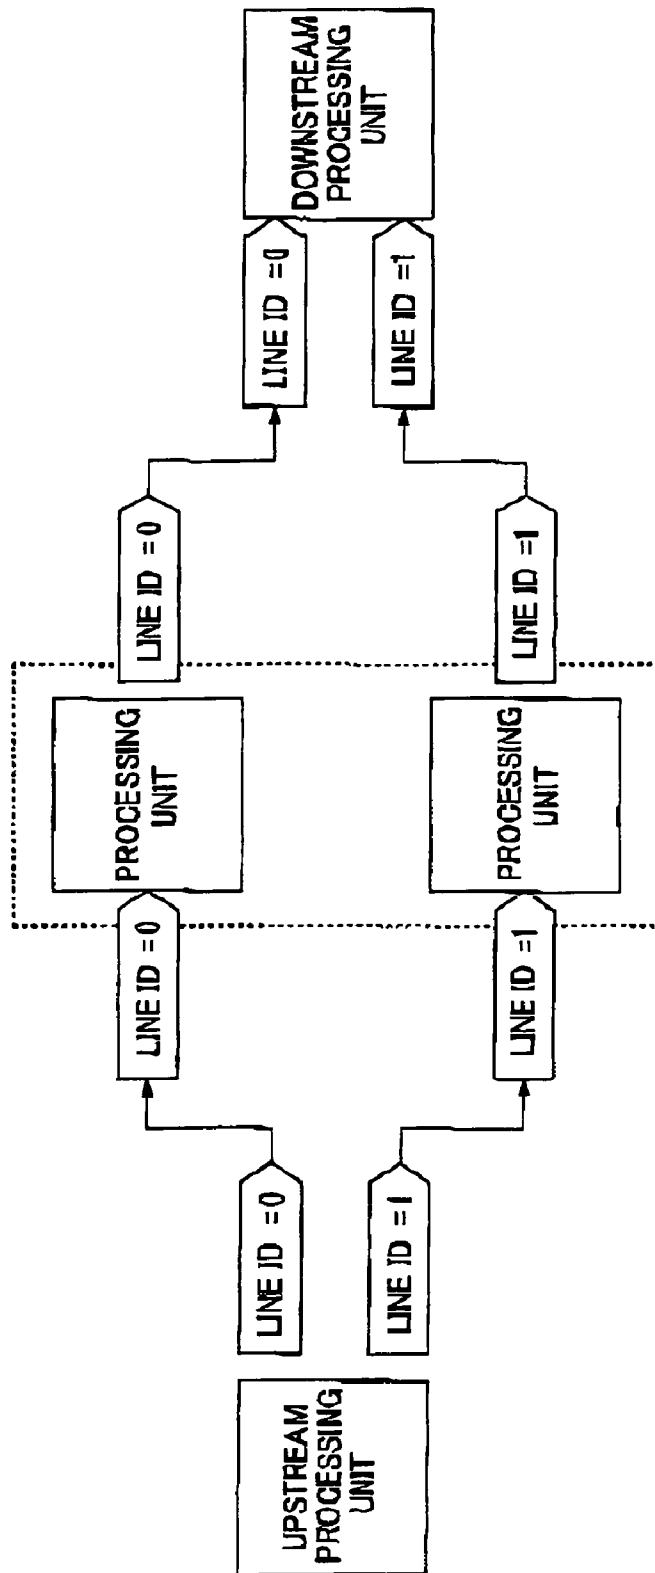 UPSTREAM
PROCESSING
UNIT
LINE ID =0
LINE ID =1
LINE ID =0
LINE ID =1
PROCESSING
UNIT
PROCESSING
UNIT
LINE ID =0
LINE ID =1
LINE ID =0
LINE ID =1
DOWNSTREAM
PROCESSING
UNIT